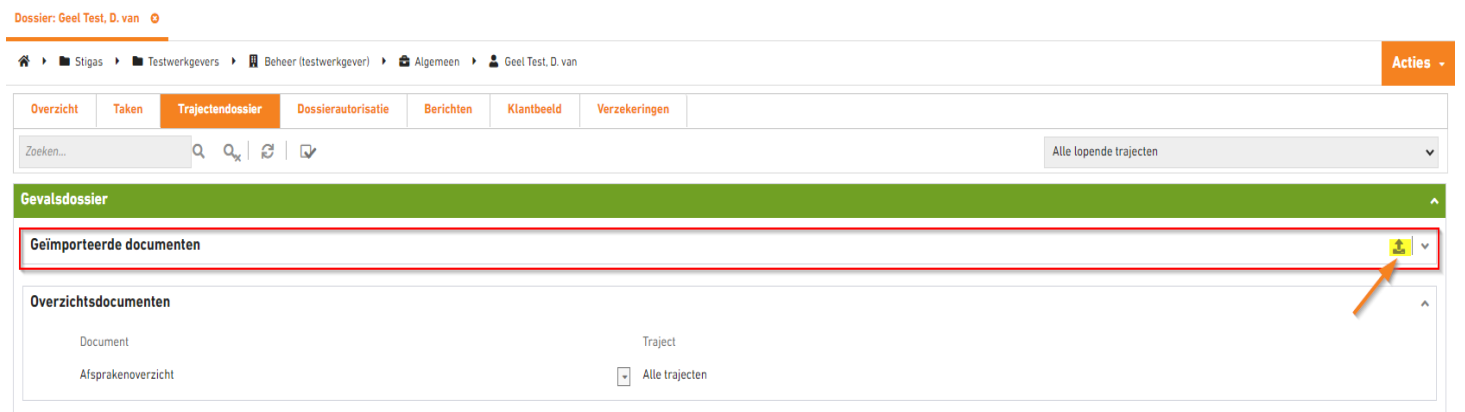 Dossier: Geel Test, D. van
Stigas Testwerkgevers Beheer (testwerkgever) Algemeen Geel Test, D. van
Acties
Overzicht Taken Trajectendossier Dossierautorisatie Berichten Klantbeeld Verzekeringen
Zoeken... Alle lopende trajecten
Gevalsdossier
Geïmporteerde documenten
Overzichtsdocumenten
Document Traject
Afsprakenoverzicht Alle trajecten